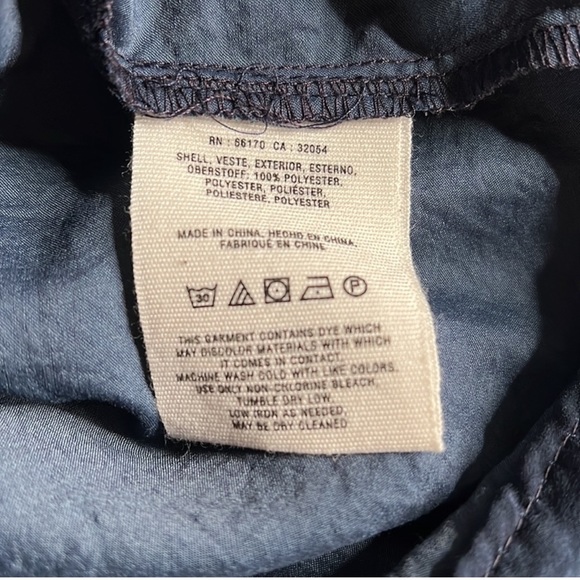 RN : 56170 CA : 32054
SHELL, VESTE, EXTERIOR, ESTERNO,
OBERSTOFF: 100% POLYESTER,
POLYESTER, POLIÉSTER,
POLIESTERE, POLYESTER
MADE IN CHINA, HECHO EN CHINA,
FABRIQUÉ EN CHINE
30 P
THIS GARMENT CONTAINS DYE WHICH
MAY DISCOLOR MATERIALS WITH WHICH
IT COMES IN CONTACT.
MACHINE WASH COLD WITH LIKE COLORS.
USE ONLY NON-CHLORINE BLEACH.
TUMBLE DRY LOW.
LOW IRON AS NEEDED.
MAY BE DRY CLEANED